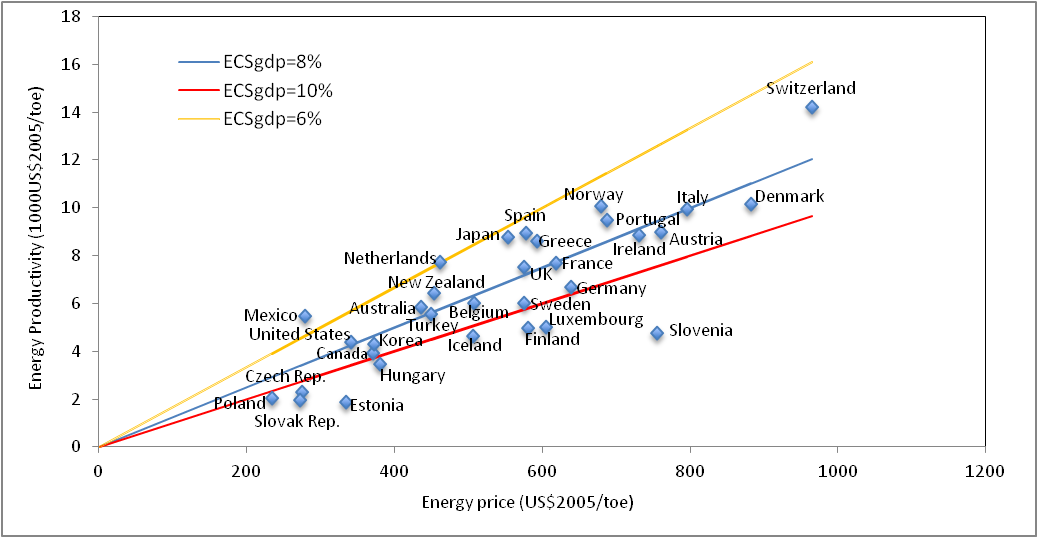 18
16
14
12
10
8
6
4
2
0
Energy Productivity (1000US$2005/toe)
ECSgdp=8%
ECSgdp=10%
ECSgdp=6%
Switzerland
Norway
Italy
Denmark
Spain
Portugal
Japan
Greece
Ireland
Austria
Netherlands
France
UK
New Zealand
Germany
Australia
Belgium
Sweden
Mexico
Turkey
Luxembourg
United States
Korea
Iceland
Finland
Slovenia
Canada
Czech Rep.
Hungary
Poland
Estonia
Slovak Rep.
0 200 400 600 800 1000 1200
Energy price (US$2005/toe)